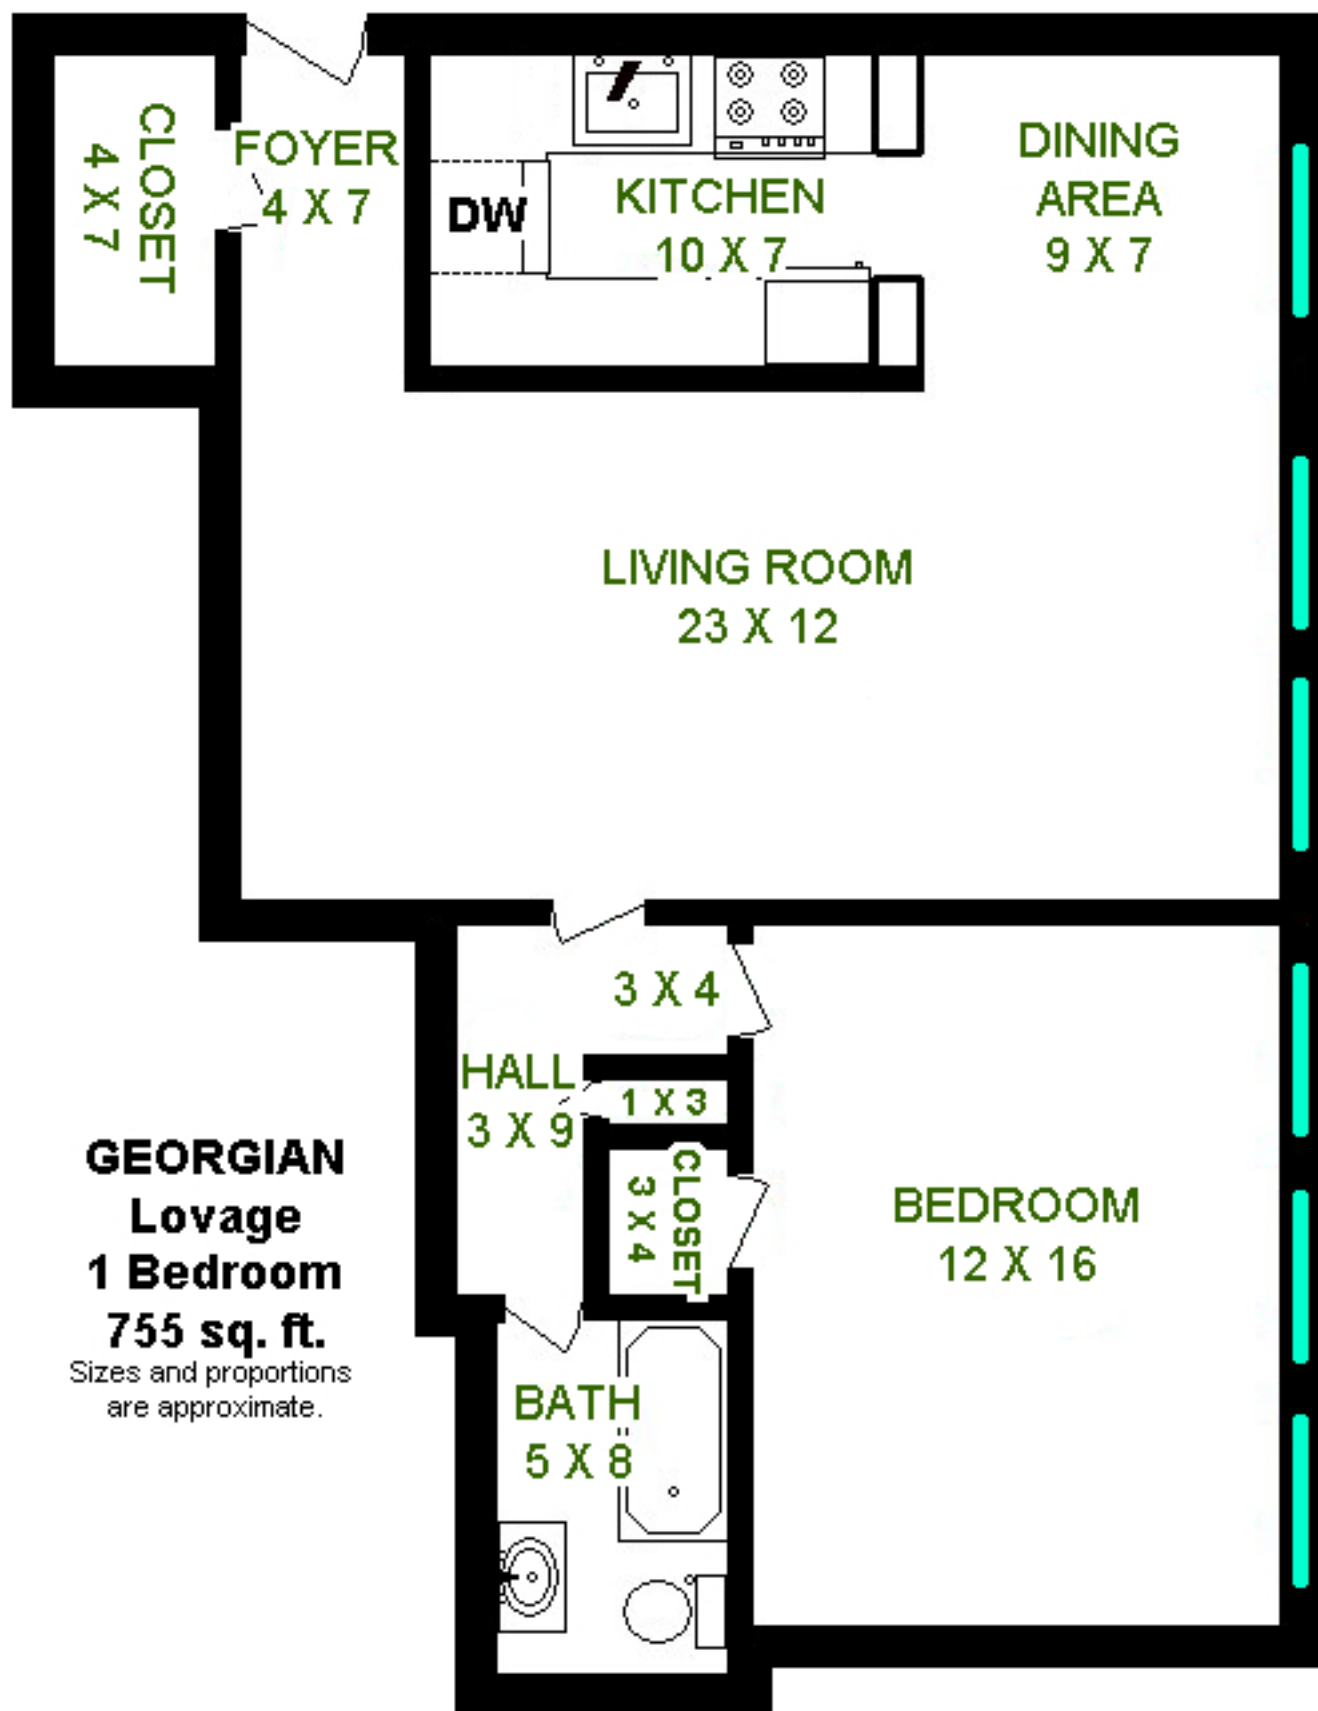 CLOSET
4 X 7
FOYER
4 X 7
DW
KITCHEN
10 X 7
DINING
AREA
9 X 7
LIVING ROOM
23 X 12
3 X 4
HALL
3 X 9
1 X 3
CLOSET
3 X 4
BEDROOM
12 X 16
GEORGIAN
Lovage
1 Bedroom
755 sq. ft.
Sizes and proportions
are approximate.
BATH
5 X 8